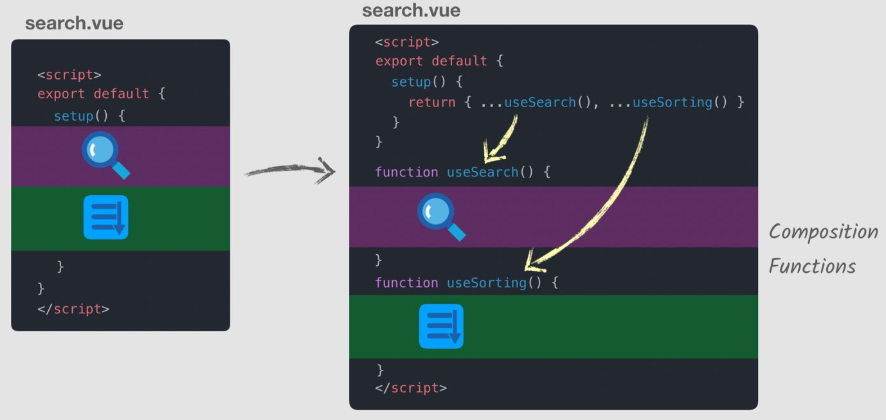 search.vue
<script>
export default {
setup() {
}
}
</script>
search.vue
<script>
export default {
setup() {
return { ...useSearch(), ...useSorting() }
}
}
function useSearch() {
}
function useSorting() {
}
</script>
Composition
Functions